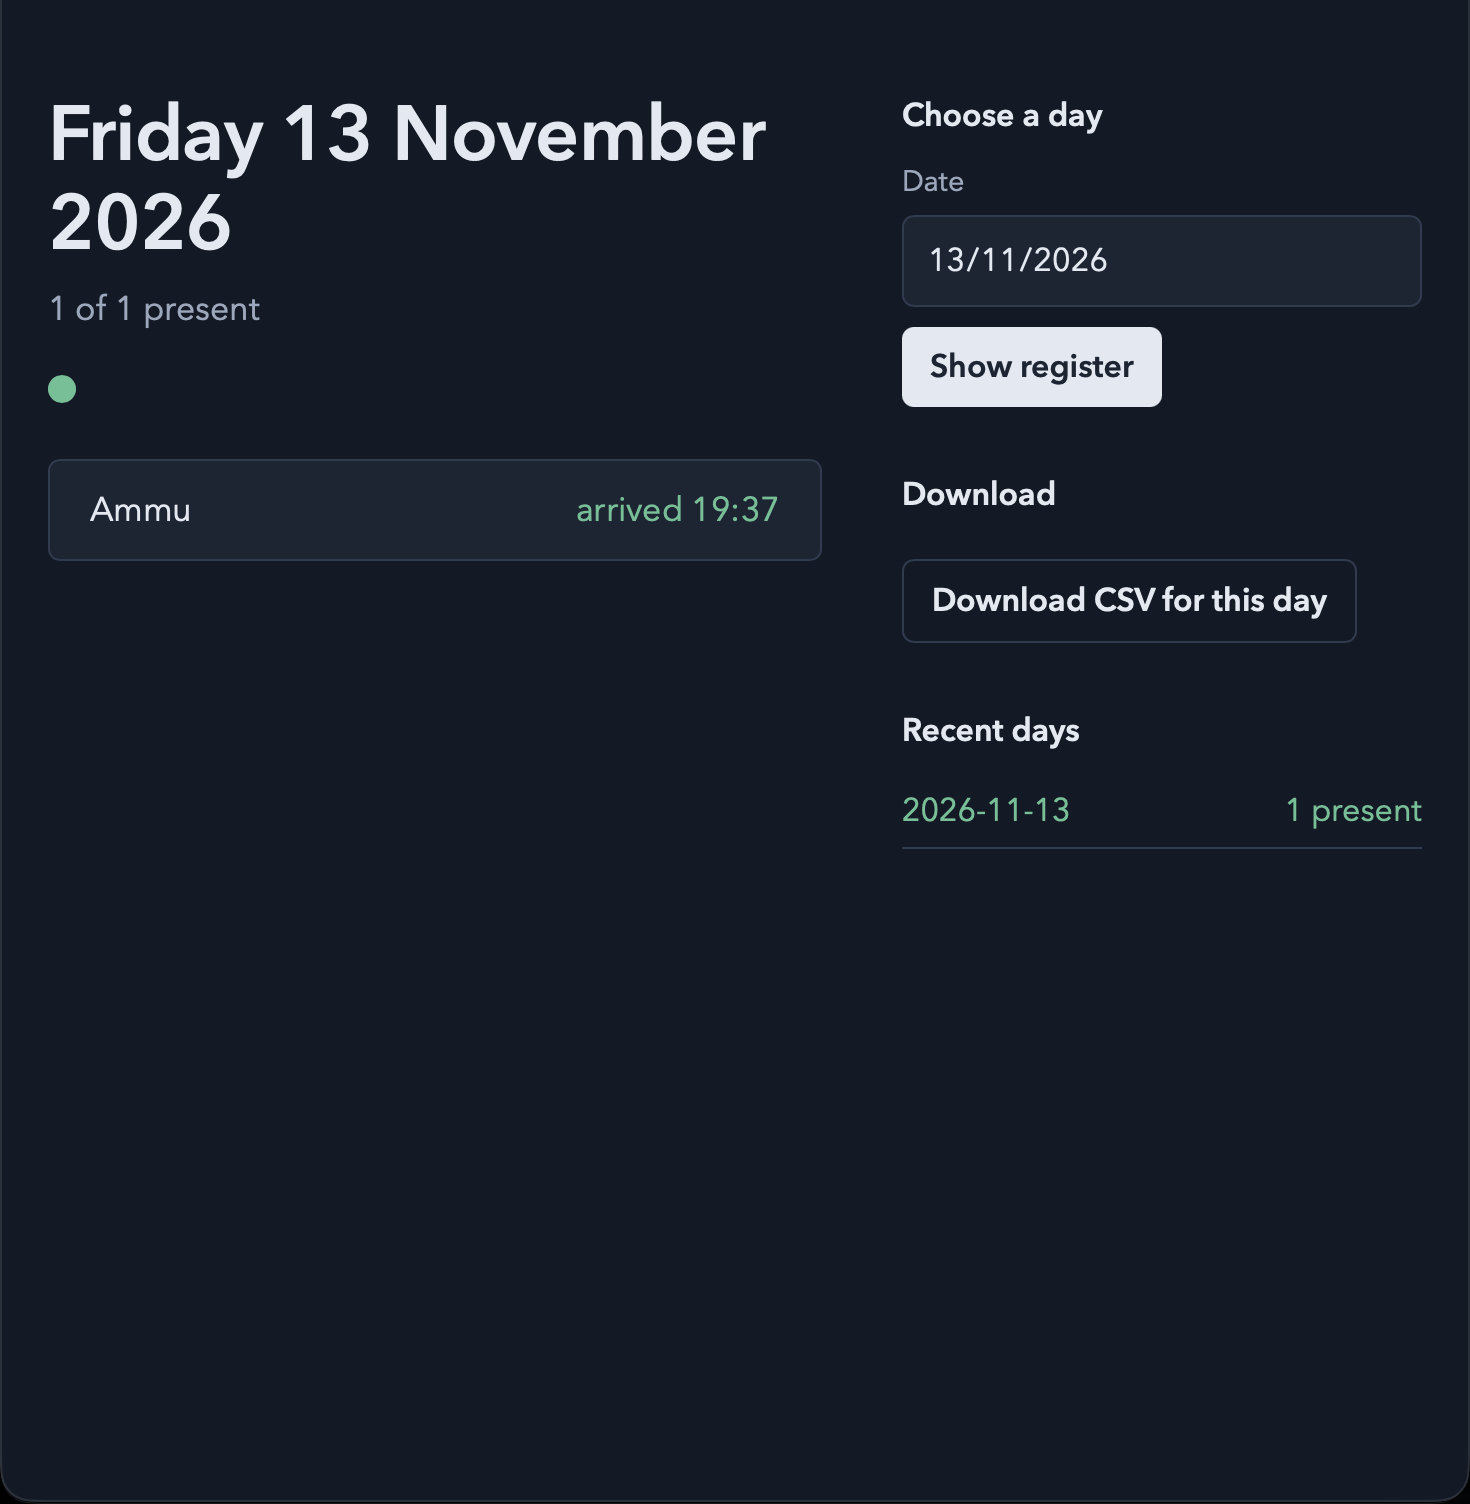 Friday 13 November
2026
1 of 1 present
Ammu
arrived 19:37
Choose a day
Date
13/11/2026
Show register
Download
Download CSV for this day
Recent days
2026-11-13
1 present